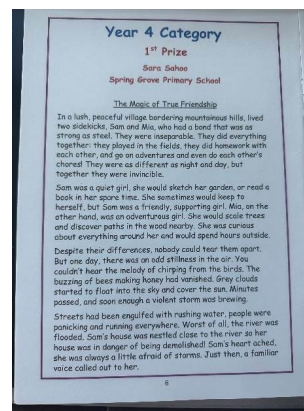 Year 4 Category
1st Prize
Sara Sahoo
Spring Grove Primary School
The Magic of True Friendship
In a lush, peaceful village bordering mountainous hills, lived
two sidekicks, Sam and Mia, who had a bond that was as
strong as steel. They were inseparable. They did everything
together: they played in the fields, they did homework with
each other, and go on adventures and even do each other's
chores! They were as different as night and day, but
together they were invincible.
Sam was a quiet girl, she would sketch her garden, or read a
book in her spare time. She sometimes would keep to
herself, but Sam was a friendly, supporting girl. Mia, on the
other hand, was an adventurous girl. She would scale trees
and discover paths in the wood nearby. She was curious
about everything around her and would spend hours outside.
Despite their differences, nobody could tear them apart.
But one day, there was an odd stillness in the air. You
couldn't hear the melody of chirping from the birds. The
buzzing of bees making honey had vanished. Grey clouds
started to float into the sky and cover the sun. Minutes
passed, and soon enough a violent storm was brewing.
Streets had been engulfed with rushing water, people were
panicking and running everywhere. Worst of all, the river was
flooded. Sam's house was nestled close to the river so her
house was in danger of being demolished! Sam's heart ached,
she was always a little afraid of storms. Just then, a familiar
voice called out to her.
6